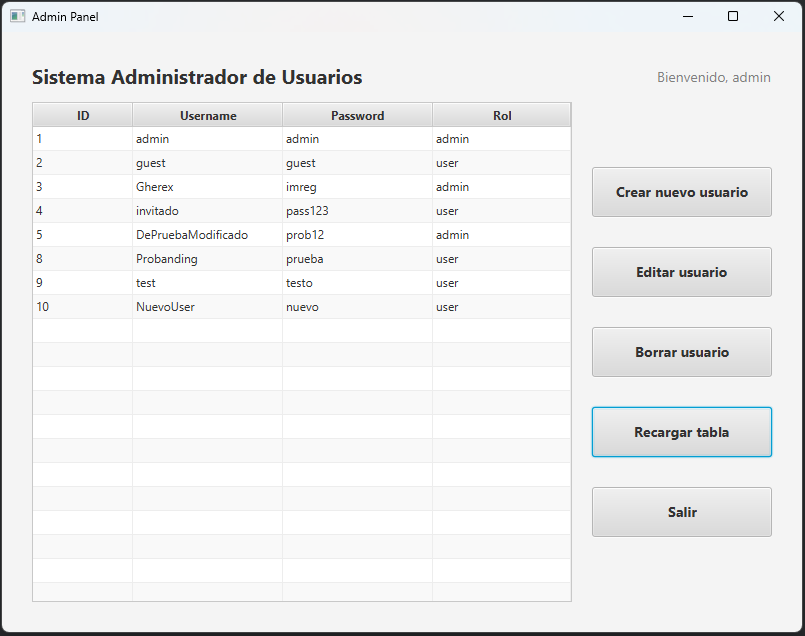 Admin Panel
Sistema Administrador de Usuarios
Bienvenido, admin
ID Username Password Rol
1 admin admin admin
2 guest guest user
3 Gherex imreg admin
4 invitado pass123 user
5 DePruebaModificado prob12 admin
8 Probanding prueba user
9 test testo user
10 NuevoUser nuevo user
Crear nuevo usuario
Editar usuario
Borrar usuario
Recargar tabla
Salir